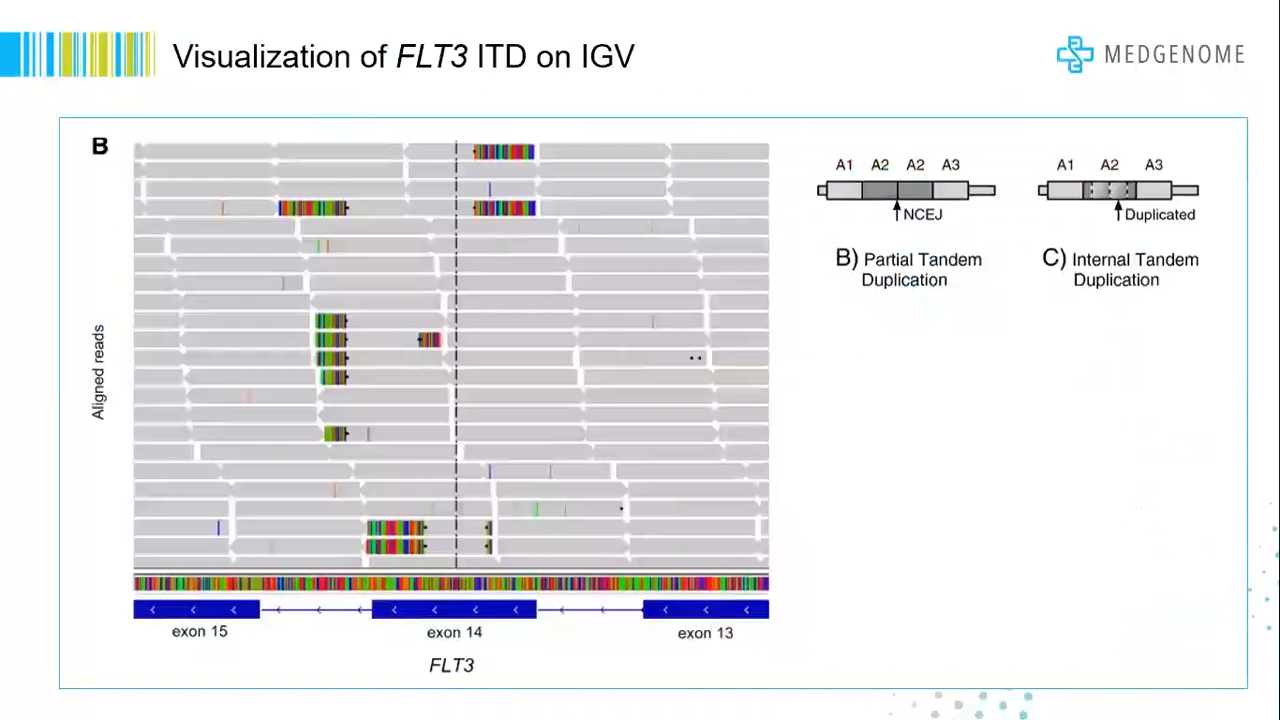 Visualization of FLT3 ITD on IGV
MEDGENOME
B
Aligned reads
exon 15
exon 14
exon 13
FLT3
A1 A2 A2 A3
NCEJ
B) Partial Tandem
Duplication
A1 A2 A3
Duplicated
C) Internal Tandem
Duplication